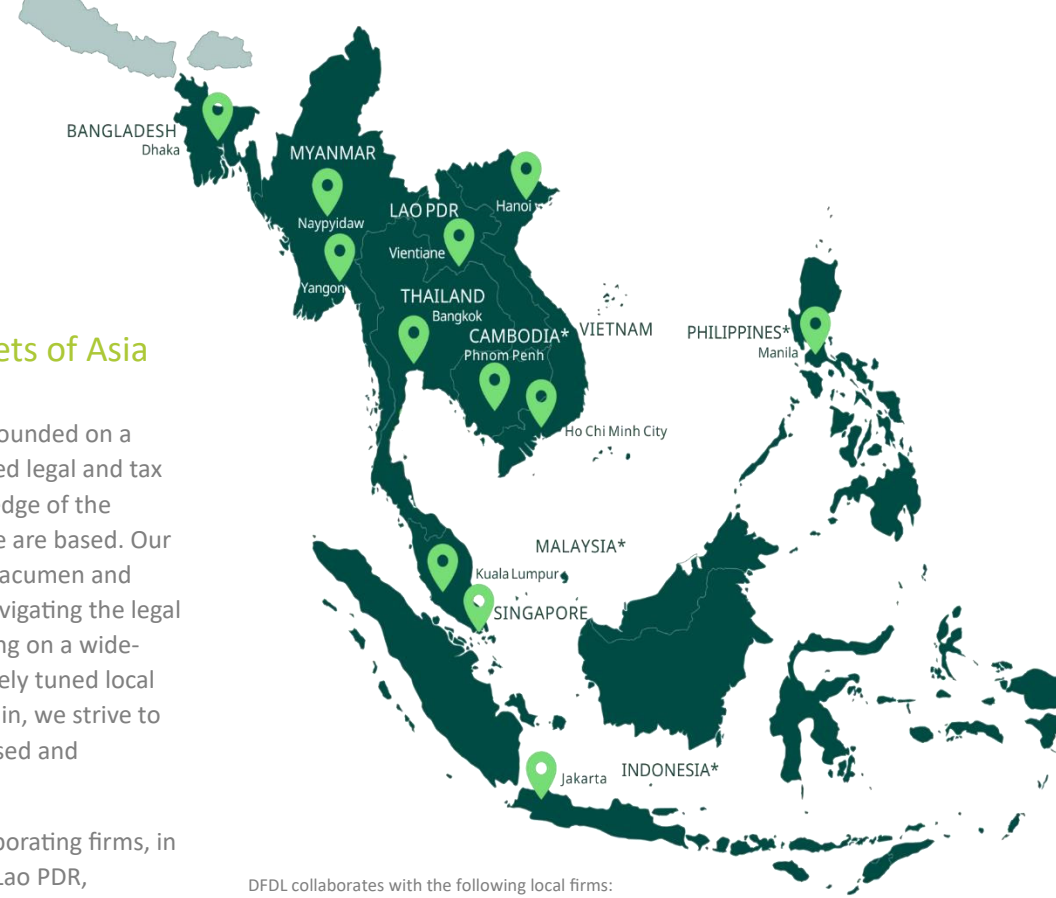 BANGLADESH
Dhaka
MYANMAR
Naypyidaw
Yangon
LAO PDR
Vientiane
Hanoi
THAILAND
Bangkok
CAMBODIA*
Phnom Penh
VIETNAM
Ho Chi Minh City
PHILIPPINES*
Manila
MALAYSIA*
Kuala Lumpur
SINGAPORE
INDONESIA*
Jakarta
ets of Asia
ounded on a
ed legal and tax
edge of the
e are based. Our
acumen and
vigating the legal
ng on a wide-
ely tuned local
in, we strive to
sed and
porating firms, in
Lao PDR,
DFDL collaborates with the following local firms: